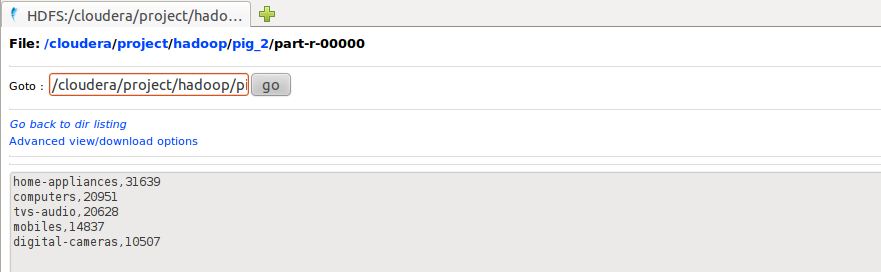 HDFS:/cloudera/project/hado...
File: /cloudera/project/hadoop/pig_2/part-r-00000
Goto : /cloudera/project/hadoop/pi go
Go back to dir listing
Advanced view/download options
home-appliances,31639
computers,20951
tvs-audio,20628
mobiles,14837
digital-cameras,10507